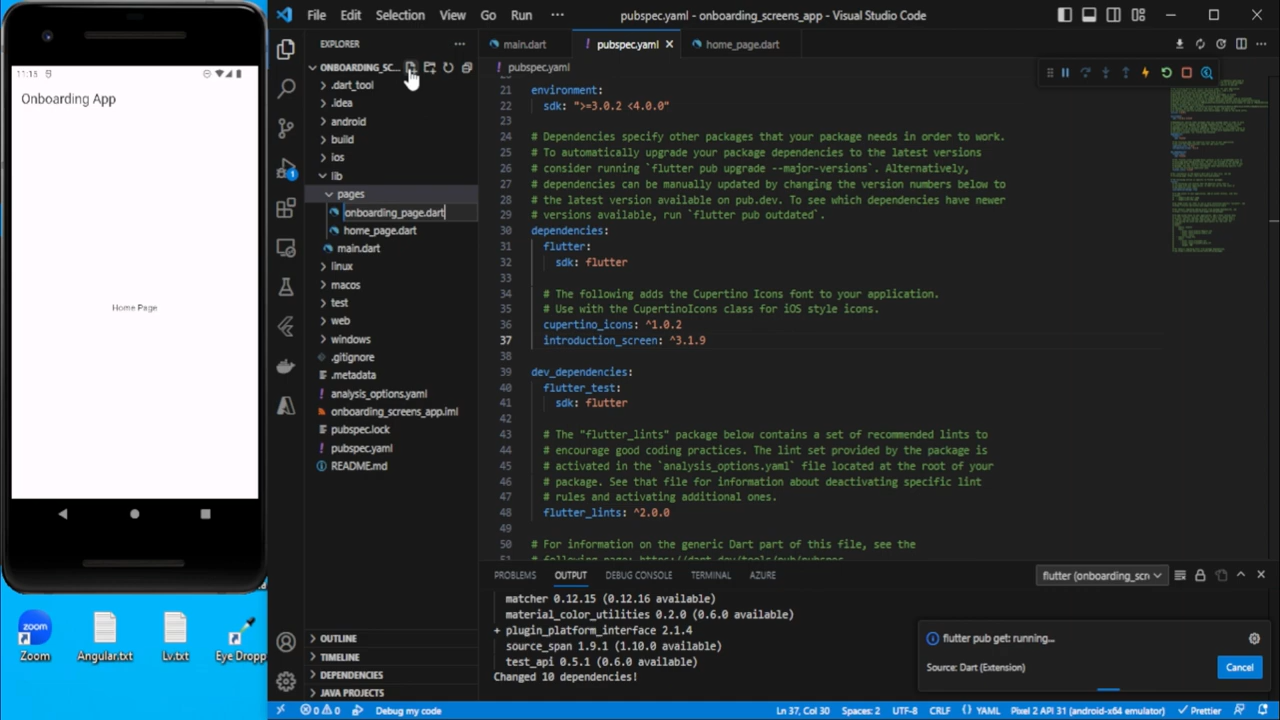 File Edit Selection View Go Run ··· pubspec.yaml - onboarding_screens_app - Visual Studio Code
11:13
Onboarding App
Home Page
Zoom
Angular.txt
Lv.txt
Eye Dropp
EXPLORER
ONBOARDING_SC...
.dart_tool
.idea
android
build
ios
lib
pages
onboarding_page.dart
home_page.dart
main.dart
linux
macos
test
web
windows
.gitignore
.metadata
analysis_options.yaml
onboarding_screens_app.iml
pubspec.lock
pubspec.yaml
README.md
OUTLINE
TIMELINE
DEPENDENCIES
JAVA PROJECTS
1
main.dart pubspec.yaml home_page.dart
pubspec.yaml
21 environment:
22 sdk: ">=3.0.2 <4.0.0"
23
24 # Dependencies specify other packages that your package needs in order to work.
25 # To automatically upgrade your package dependencies to the latest versions
26 # consider running `flutter pub upgrade --major-versions`. Alternatively,
27 # dependencies can be manually updated by changing the version numbers below to
28 # the latest version available on pub.dev. To see which dependencies have newer
29 # versions available, run `flutter pub outdated`.
30 dependencies:
31 flutter:
32 sdk: flutter
33
34 # The following adds the Cupertino Icons font to your application.
35 # Use with the CupertinoIcons class for iOS style icons.
36 cupertino_icons: ^1.0.2
37 introduction_screen: ^3.1.9
38
39 dev_dependencies:
40 flutter_test:
41 sdk: flutter
42
43 # The "flutter_lints" package below contains a set of recommended lints to
44 # encourage good coding practices. The lint set provided by the package is
45 # activated in the `analysis_options.yaml` file located at the root of your
46 # package. See that file for information about deactivating specific lint
47 # rules and activating additional ones.
48 flutter_lints: ^2.0.0
49
50 # For information on the generic Dart part of this file, see the
PROBLEMS OUTPUT DEBUG CONSOLE TERMINAL AZURE flutter (onboarding_scr
matcher 0.12.15 (0.12.16 available)
material_color_utilities 0.2.0 (0.6.0 available)
+ plugin_platform_interface 2.1.4
source_span 1.9.1 (1.10.0 available)
test_api 0.5.1 (0.6.0 available)
Changed 10 dependencies!
flutter pub get: running...
Source: Dart (Extension)
Cancel
0 0 Debug my code Ln 37, Col 30 Spaces: 2 UTF-8 CRLF {} YAML Pixel 2 API 31 (android-x64 emulator) Prettier